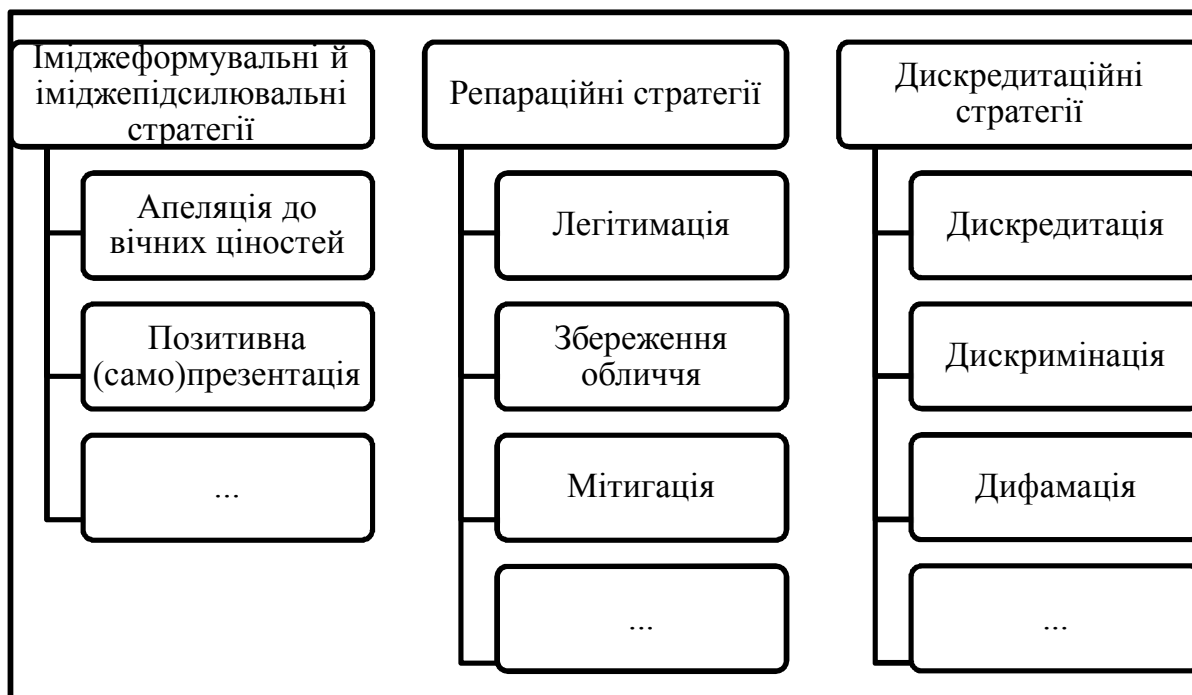 Іміджеформувальні й
іміджепідсилювальні
стратегії
Апеляція до
вічних цінностей
Позитивна
(само)презентація
...
Репараційні стратегії
Легітимація
Збереження
обличчя
Мітигація
...
Дискредитаційні
стратегії
Дискредитація
Дискримінація
Дифамація
...